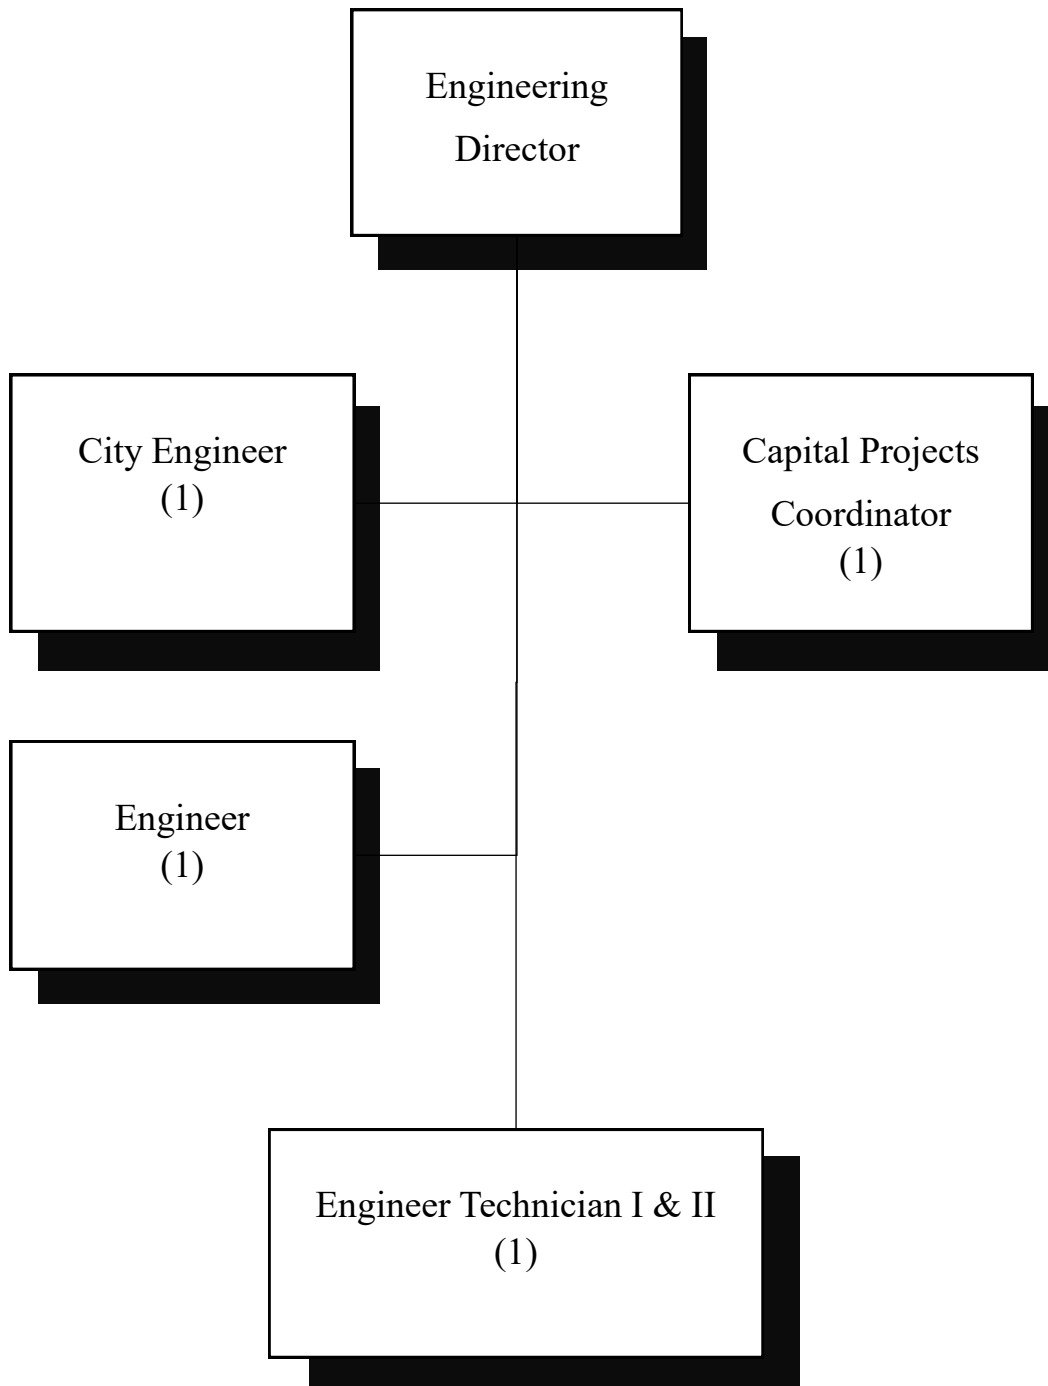 Engineering
Director
City Engineer
(1)
Capital Projects
Coordinator
(1)
Engineer
(1)
Engineer Technician I & II
(1)